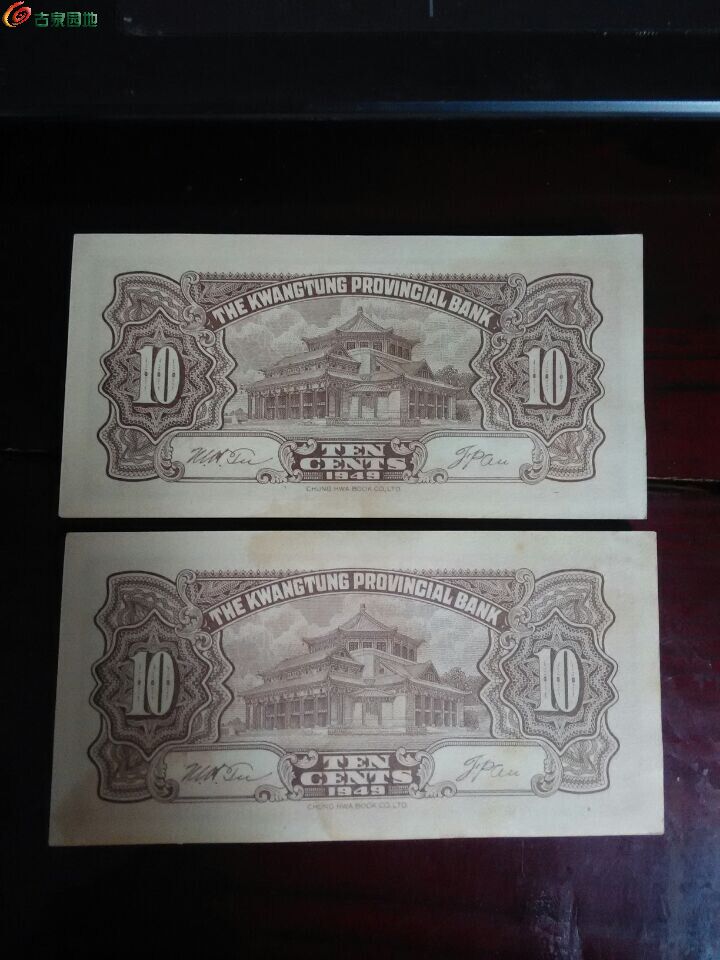 古泉园地
THE KWANGTUNG PROVINCIAL BANK
10 10
TEN
CENTS
1949
CHUNG HWA BOOK CO., LTD.
THE KWANGTUNG PROVINCIAL BANK
10 10
TEN
CENTS
1949
CHUNG HWA BOOK CO., LTD.